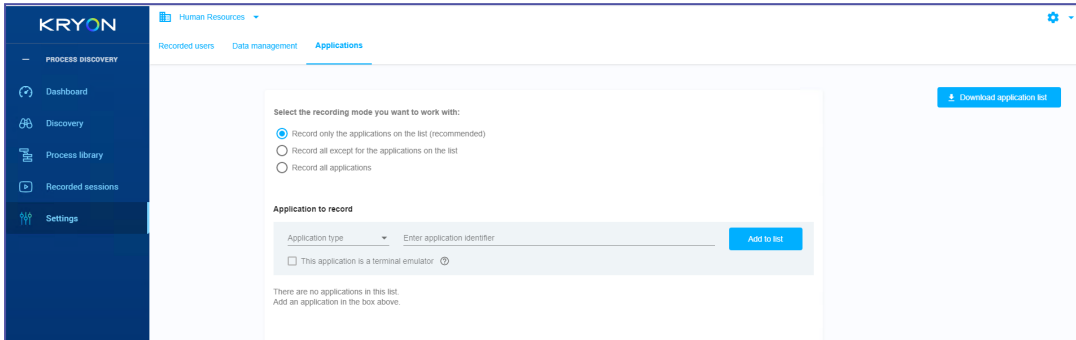 KRYON
Human Resources
Recorded users Data management Applications
PROCESS DISCOVERY
Dashboard
Discovery
Process library
Recorded sessions
Settings
Download application list
Select the recording mode you want to work with:
Record only the applications on the list (recommended)
Record all except for the applications on the list
Record all applications
Application to record
Application type Enter application identifier Add to list
This application is a terminal emulator ?
There are no applications in this list.
Add an application in the box above.